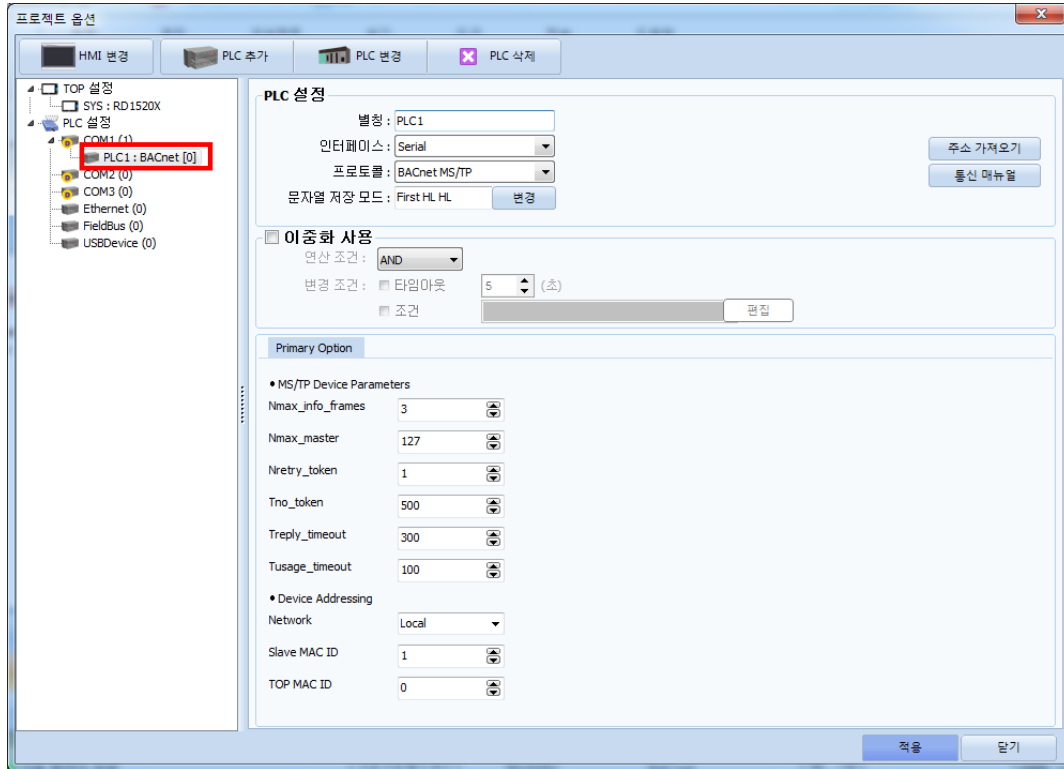 프로젝트 옵션
HMI 변경
PLC 추가
PLC 변경
PLC 삭제
TOP 설정
SYS : RD1520X
PLC 설정
COM1 (1)
PLC1 : BACnet [0]
COM2 (0)
COM3 (0)
Ethernet (0)
FieldBus (0)
USBDevice (0)
PLC 설정
별칭 : PLC1
인터페이스 : Serial
프로토콜 : BACnet MS/TP
문자열 저장 모드 : First HL HL 변경
주소 가져오기
통신 매뉴얼
이중화 사용
연산 조건 : AND
변경 조건 : 타임아웃 5 (초)
조건 편집
Primary Option
• MS/TP Device Parameters
Nmax_info_frames 3
Nmax_master 127
Nretry_token 1
Tno_token 500
Treply_timeout 300
Tusage_timeout 100
• Device Addressing
Network Local
Slave MAC ID 1
TOP MAC ID 0
적용 닫기